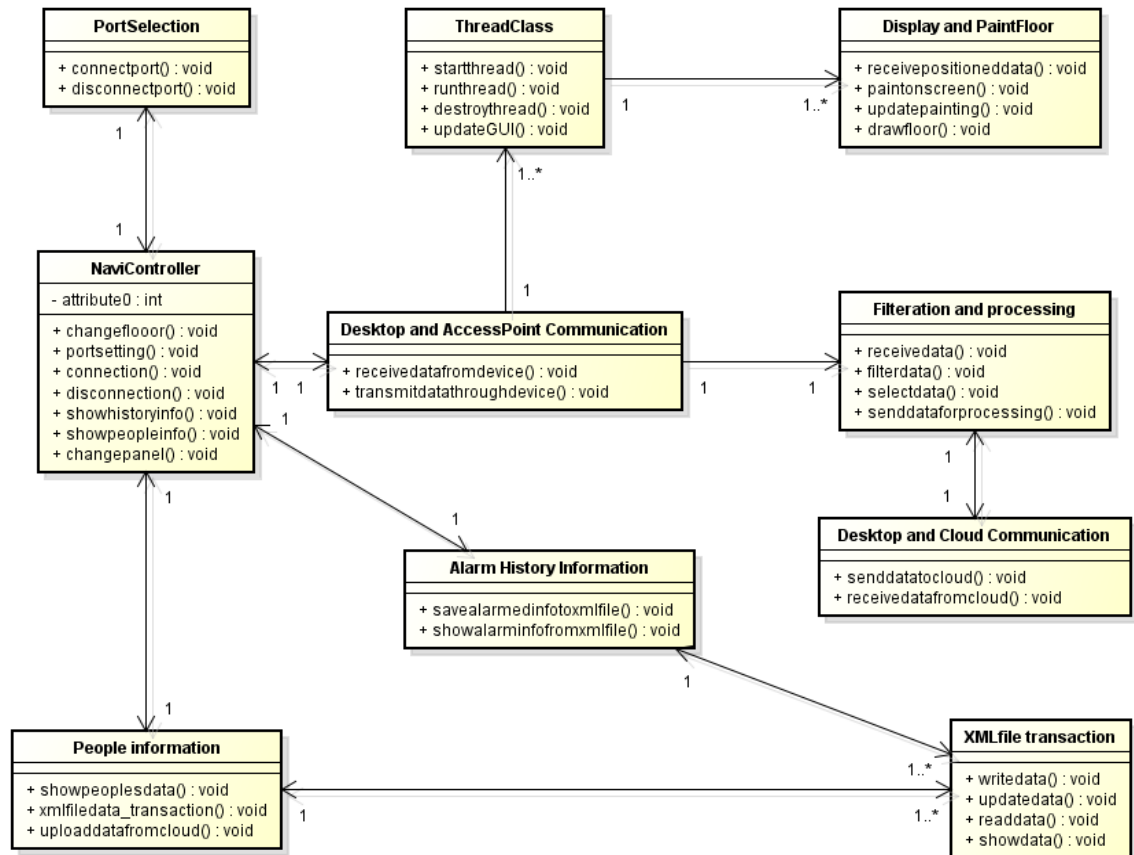 PortSelection
+ connectport() : void
+ disconnectport() : void
ThreadClass
+ startthread() : void
+ runthread() : void
+ destroythread() : void
+ updateGUI() : void
Display and PaintFloor
+ receivepositioneddata() : void
+ paintonscreen() : void
+ updatepainting() : void
+ drawfloor() : void
1
1..*
1
1..*
1
1
NaviController
- attribute0 : int
+ changeflooor() : void
+ portsetting() : void
+ connection() : void
+ disconnection() : void
+ showhistoryinfo() : void
+ showpeopleinfo() : void
+ changepanel() : void
Desktop and AccessPoint Communication
+ receivedatafromdevice() : void
+ transmitdatathroughdevice() : void
Filteration and processing
+ receivedata() : void
+ filterdata() : void
+ selectdata() : void
+ senddataforprocessing() : void
1
1
1
1
1
1
1
1
1
Desktop and Cloud Communication
+ senddatatocloud() : void
+ receivedatafromcloud() : void
Alarm History Information
+ savealarmedinfotoxmlfile() : void
+ showalarminfofromxmlfile() : void
1
1
1..*
People information
+ showpeoplesdata() : void
+ xmlfiledata_transaction() : void
+ uploaddatafromcloud() : void
1
1..*
XMLfile transaction
+ writedata() : void
+ updatedata() : void
+ readdata() : void
+ showdata() : void